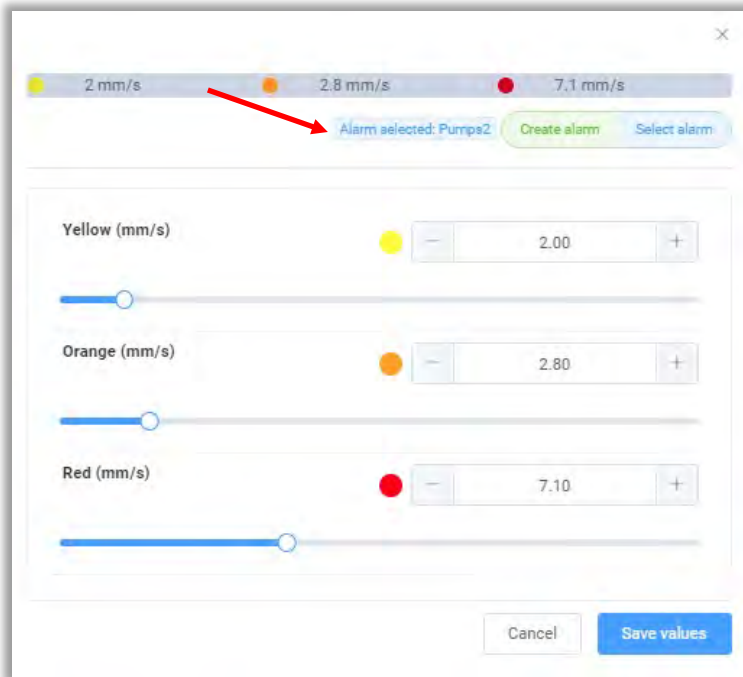 2 mm/s 2.8 mm/s 7.1 mm/s
Alarm selected: Pumps2 Create alarm Select alarm
Yellow (mm/s)
2.00
Orange (mm/s)
2.80
Red (mm/s)
7.10
Cancel Save values